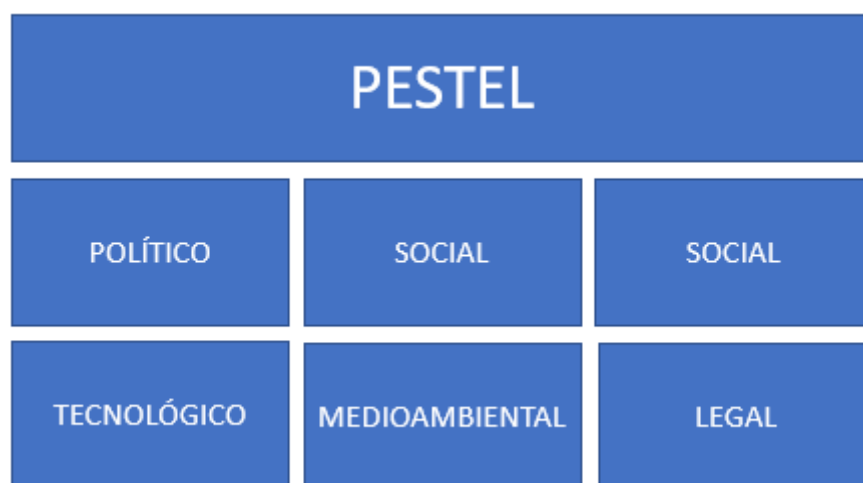 PESTEL
POLÍTICO
SOCIAL
SOCIAL
TECNOLÓGICO
MEDIOAMBIENTAL
LEGAL